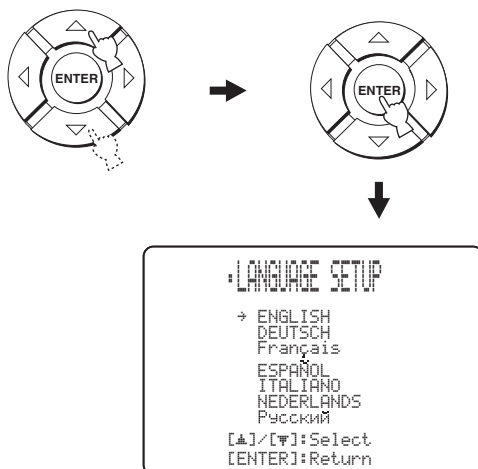 ENTER
ENTER
LANGUAGE SETUP
→ ENGLISH
DEUTSCH
Français
ESPAÑOL
ITALIANO
NEDERLANDS
Русский
[▲]/[▼]:Select
[ENTER]:Return